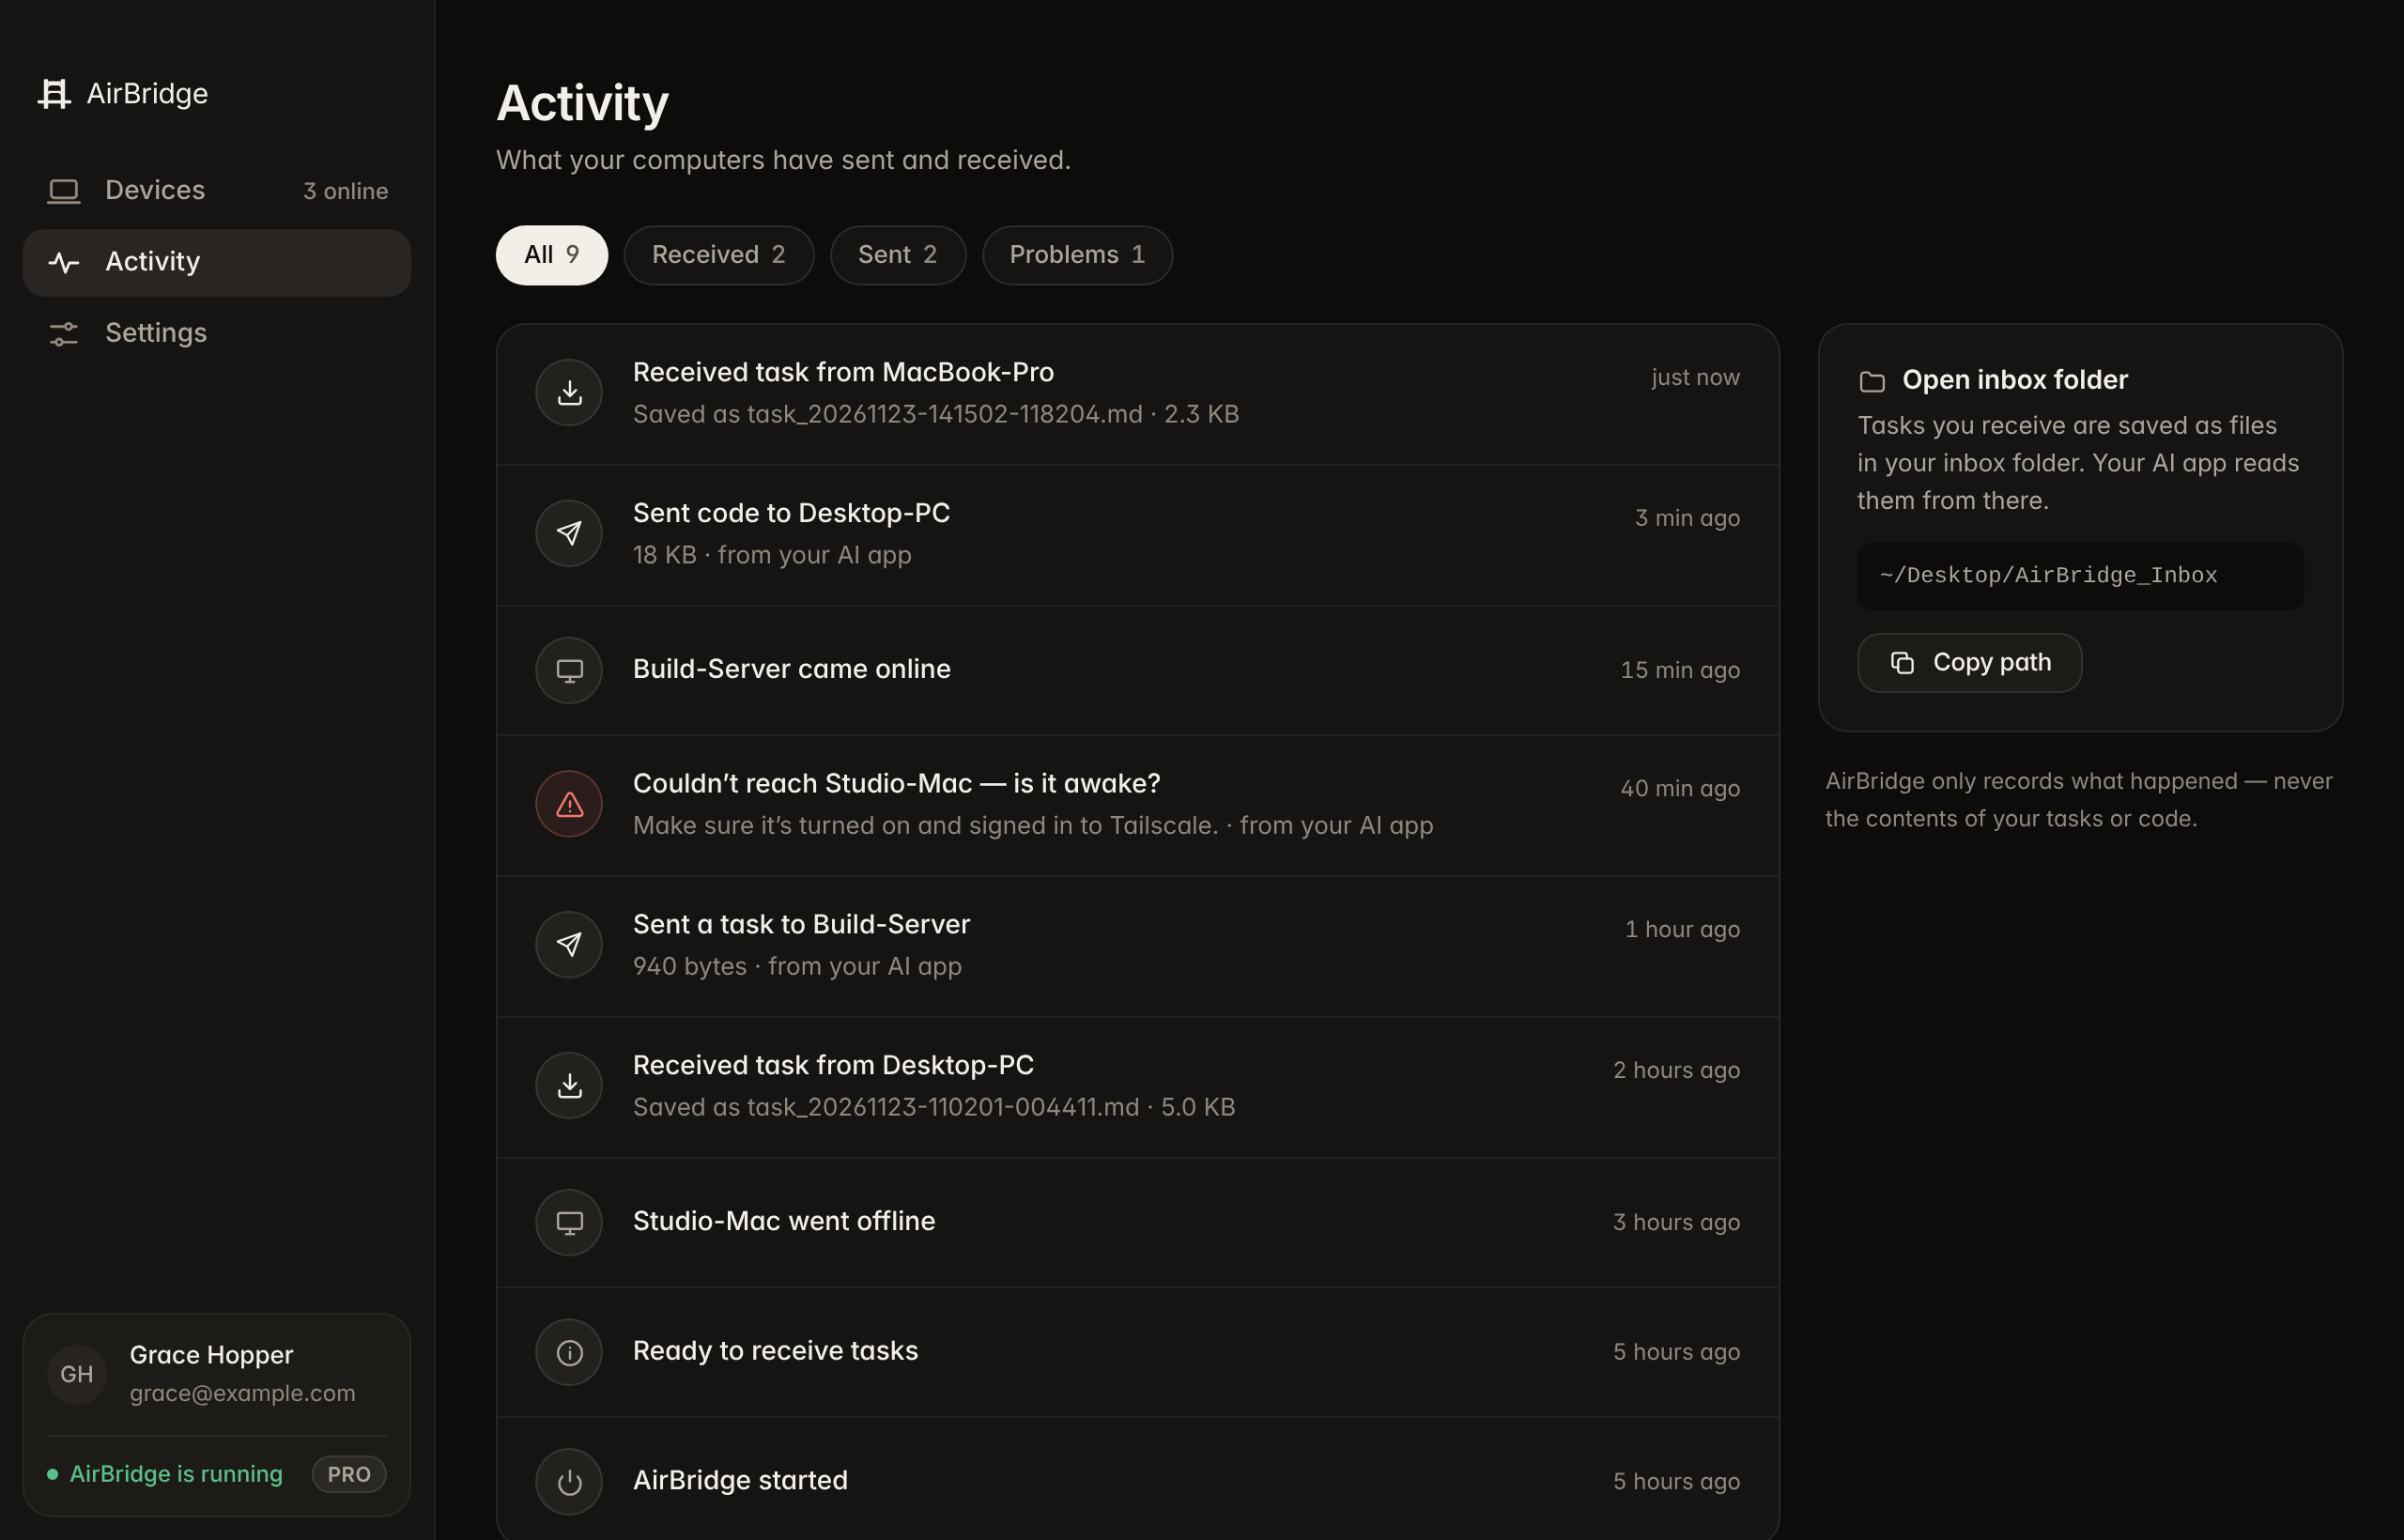 AirBridge
Devices 3 online
Activity
Settings
Activity
What your computers have sent and received.
All 9 Received 2 Sent 2 Problems 1
Received task from MacBook-Pro just now
Saved as task_20261123-141502-118204.md · 2.3 KB
Sent code to Desktop-PC 3 min ago
18 KB · from your AI app
Build-Server came online 15 min ago
Couldn’t reach Studio-Mac — is it awake? 40 min ago
Make sure it’s turned on and signed in to Tailscale. · from your AI app
Sent a task to Build-Server 1 hour ago
940 bytes · from your AI app
Received task from Desktop-PC 2 hours ago
Saved as task_20261123-110201-004411.md · 5.0 KB
Studio-Mac went offline 3 hours ago
Ready to receive tasks 5 hours ago
AirBridge started 5 hours ago
Open inbox folder
Tasks you receive are saved as files
in your inbox folder. Your AI app reads
them from there.
~/Desktop/AirBridge_Inbox
Copy path
AirBridge only records what happened — never
the contents of your tasks or code.
GH
Grace Hopper
grace@example.com
AirBridge is running PRO